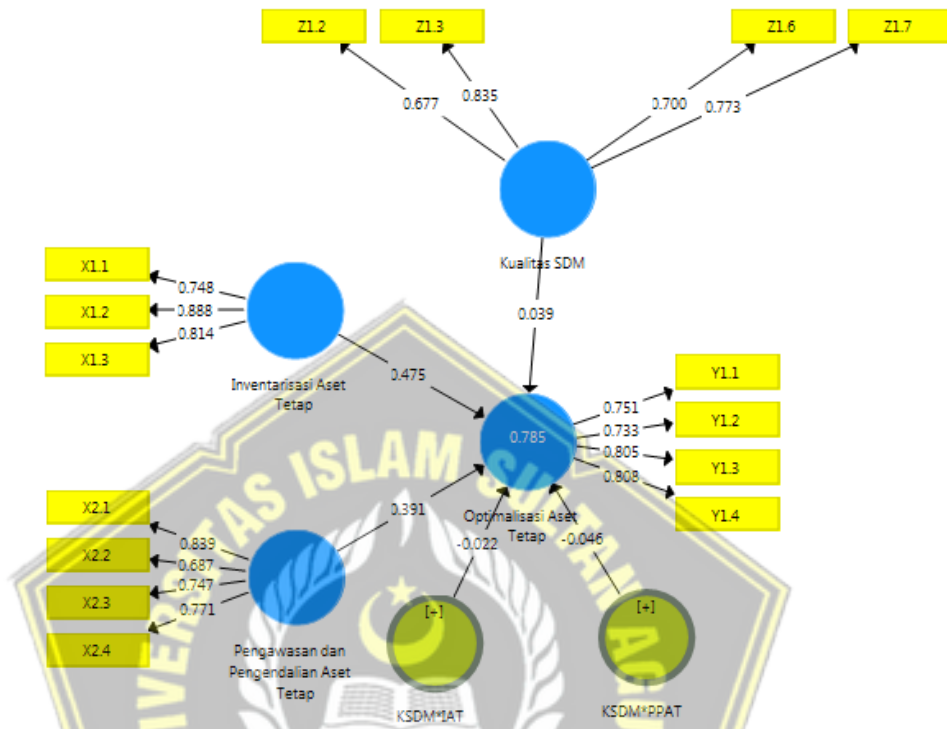 Z1.2
Z1.3
Z1.6
Z1.7
0.677
0.835
0.700
0.773
Kualitas SDM
X1.1
X1.2
X1.3
0.748
0.888
0.814
0.039
Inventarisasi Aset
Tetap
0.475
0.785
Y1.1
Y1.2
Y1.3
Y1.4
0.751
0.733
0.805
0.808
Optimalisasi Aset
Tetap
X2.1
X2.2
X2.3
X2.4
0.839
0.687
0.747
0.771
0.391
-0.022
-0.046
Pengawasan dan
Pengendalian Aset
Tetap
[+]
KSDM*IAT
[+]
KSDM*PPAT
UNIVERSITAS ISLAM SULTAN AGU